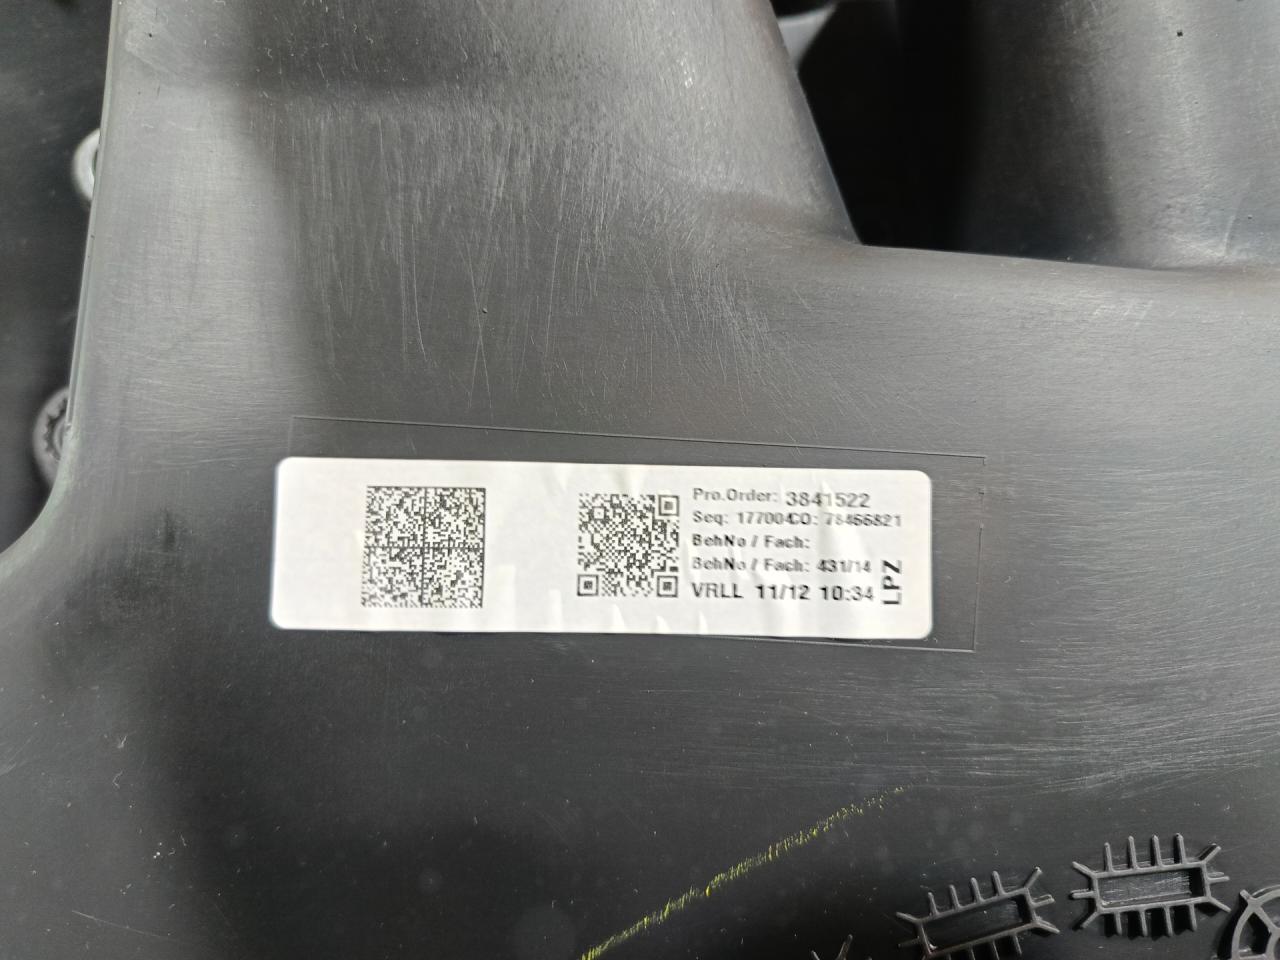 Pro.Order: 3841522
Seq: 177004CO: 78466821
BehNo / Fach:
BehNo / Fach: 431/14
VRLL 11/12 10:34
LPZ